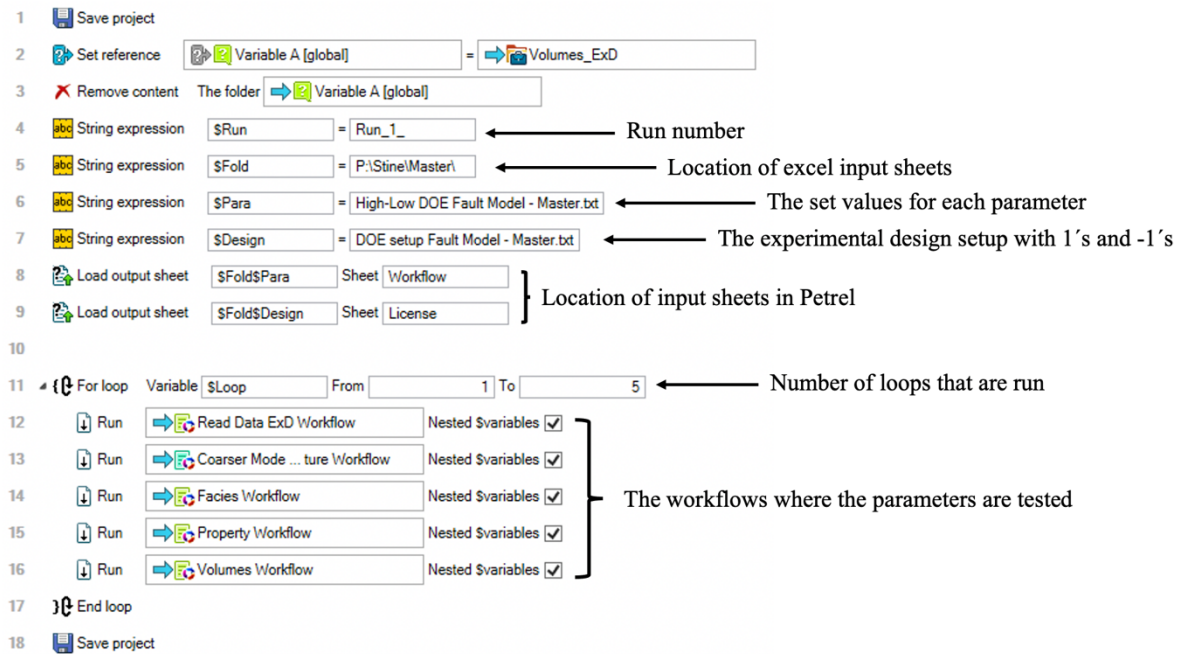 1 Save project
2 Set reference Variable A [global] = Volumes_ExD
3 Remove content The folder Variable A [global]
4 abc String expression $Run = Run_1_ Run number
5 abc String expression $Fold = P:\Stine\Master\ Location of excel input sheets
6 abc String expression $Para = High-Low DOE Fault Model - Master.txt The set values for each parameter
7 abc String expression $Design = DOE setup Fault Model - Master.txt The experimental design setup with 1´s and -1´s
8 Load output sheet $Fold$Para Sheet Workflow
Location of input sheets in Petrel
9 Load output sheet $Fold$Design Sheet License
10
11 For loop Variable $Loop From 1 To 5 Number of loops that are run
12 Run Read Data ExD Workflow Nested $variables
13 Run Coarser Mode ... ture Workflow Nested $variables
14 Run Facies Workflow Nested $variables The workflows where the parameters are tested
15 Run Property Workflow Nested $variables
16 Run Volumes Workflow Nested $variables
17 End loop
18 Save project